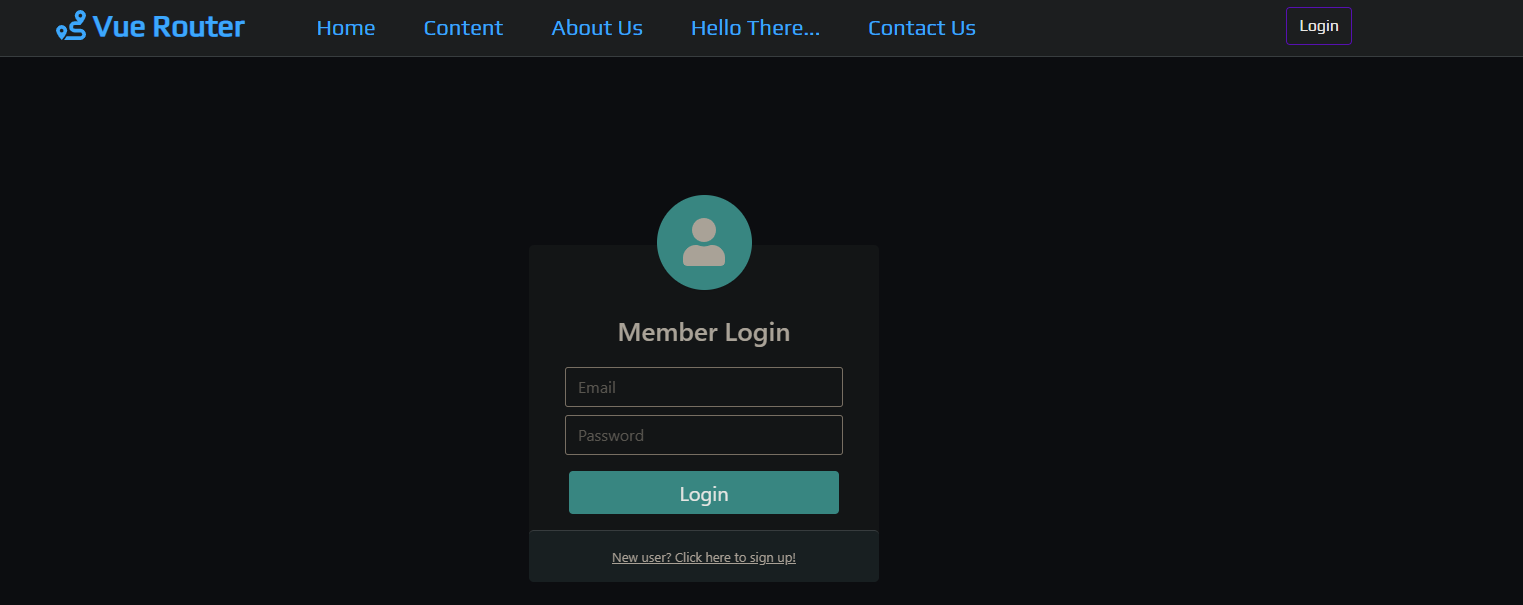 Vue Router
Home
Content
About Us
Hello There...
Contact Us
Login
Member Login
Email
Password
Login
New user? Click here to sign up!